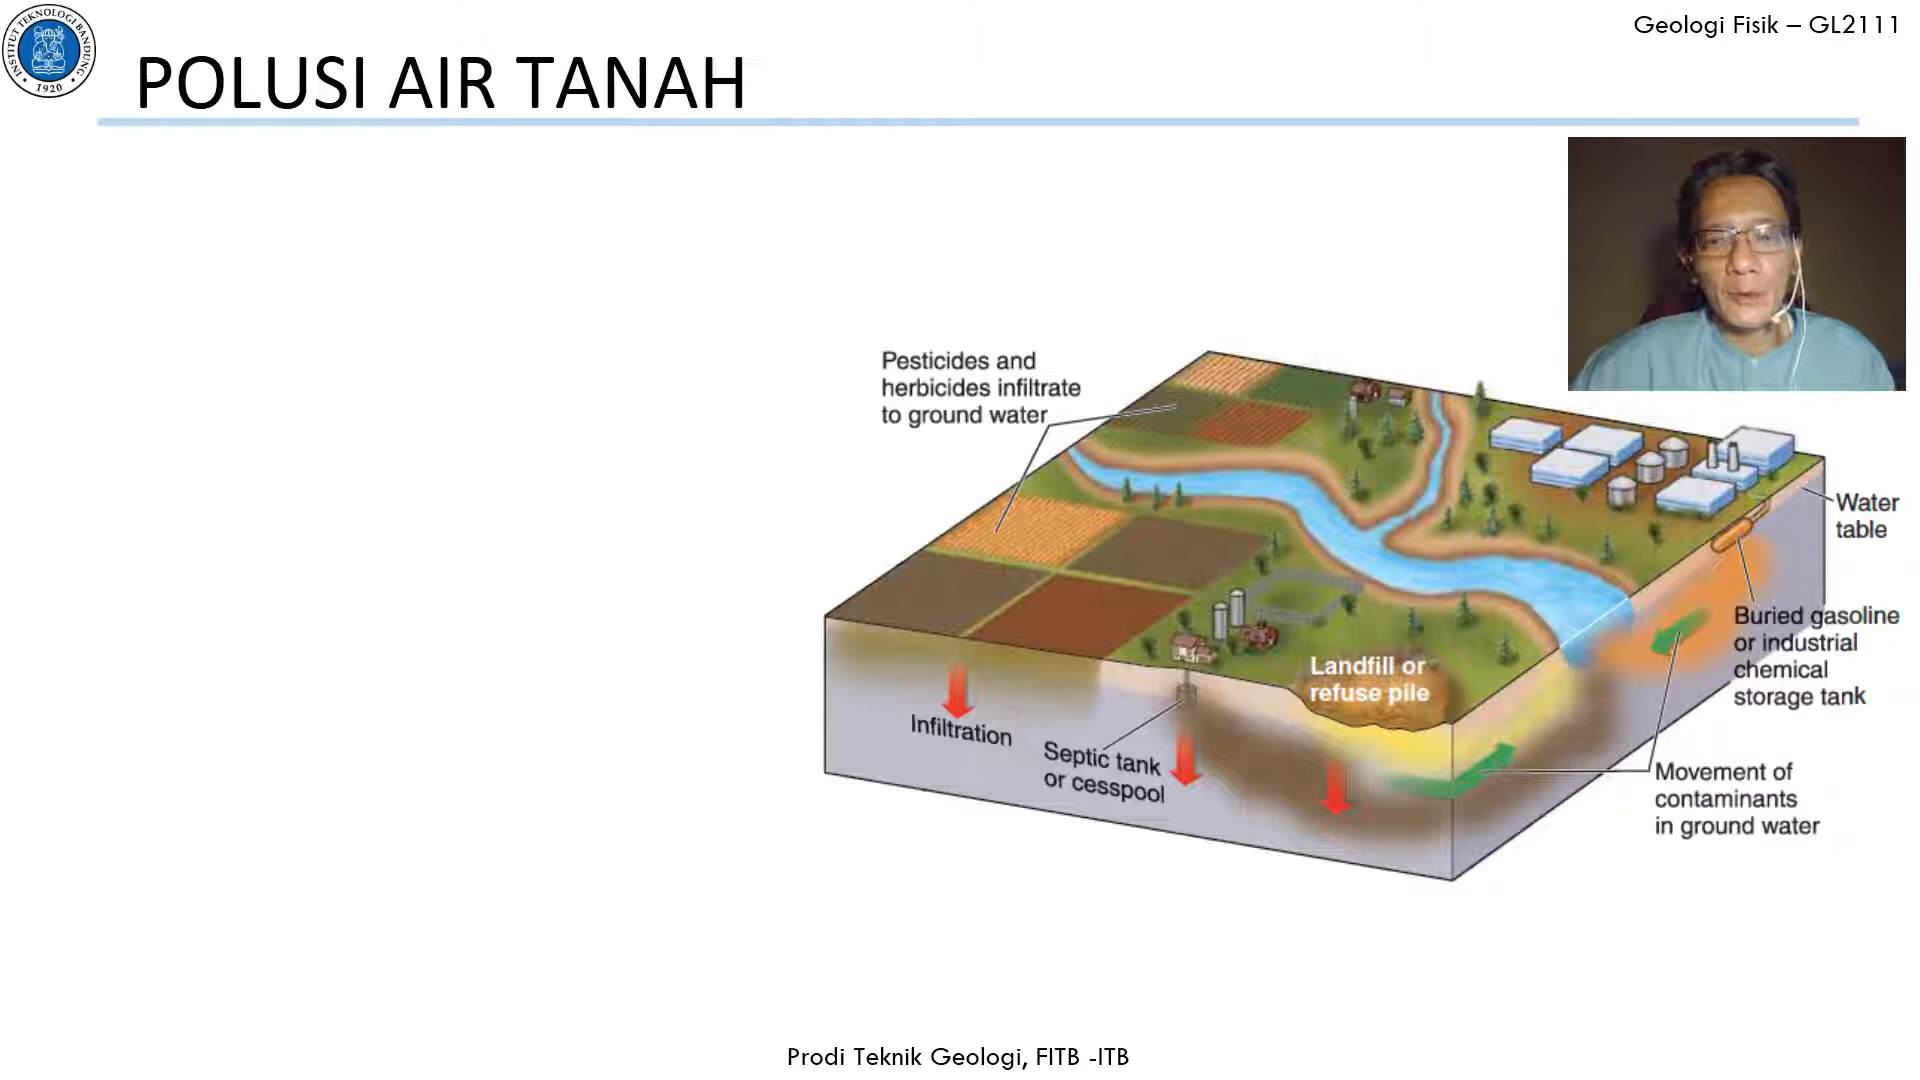 INSTITUT TEKNOLOGI BANDUNG
1920
Geologi Fisik – GL2111
POLUSI AIR TANAH
Pesticides and
herbicides infiltrate
to ground water
Water
table
Buried gasoline
or industrial
chemical
storage tank
Landfill or
refuse pile
Infiltration
Septic tank
or cesspool
Movement of
contaminants
in ground water
Prodi Teknik Geologi, FITB -ITB